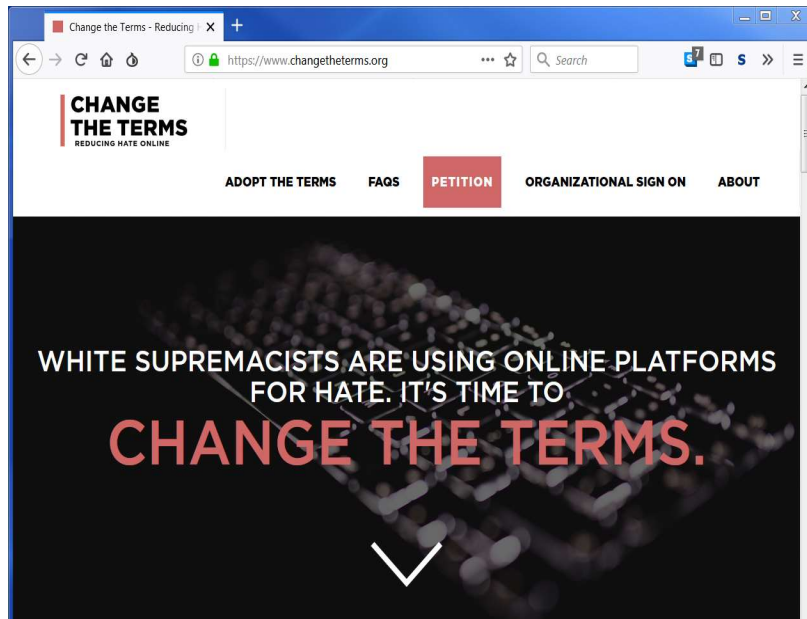 Change the Terms - Reducing H
https://www.changetheterms.org
Search
S 7
S
CHANGE
THE TERMS
REDUCING HATE ONLINE
ADOPT THE TERMS
FAQS
PETITION
ORGANIZATIONAL SIGN ON
ABOUT
WHITE SUPREMACISTS ARE USING ONLINE PLATFORMS
FOR HATE. IT'S TIME TO
CHANGE THE TERMS.